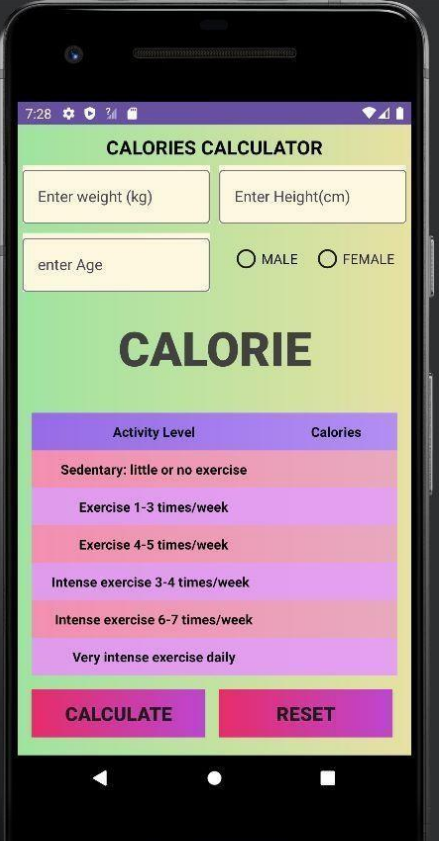 7:28
CALORIES CALCULATOR
Enter weight (kg) Enter Height(cm)
enter Age MALE FEMALE
CALORIE
Activity Level Calories
Sedentary: little or no exercise
Exercise 1-3 times/week
Exercise 4-5 times/week
Intense exercise 3-4 times/week
Intense exercise 6-7 times/week
Very intense exercise daily
CALCULATE RESET